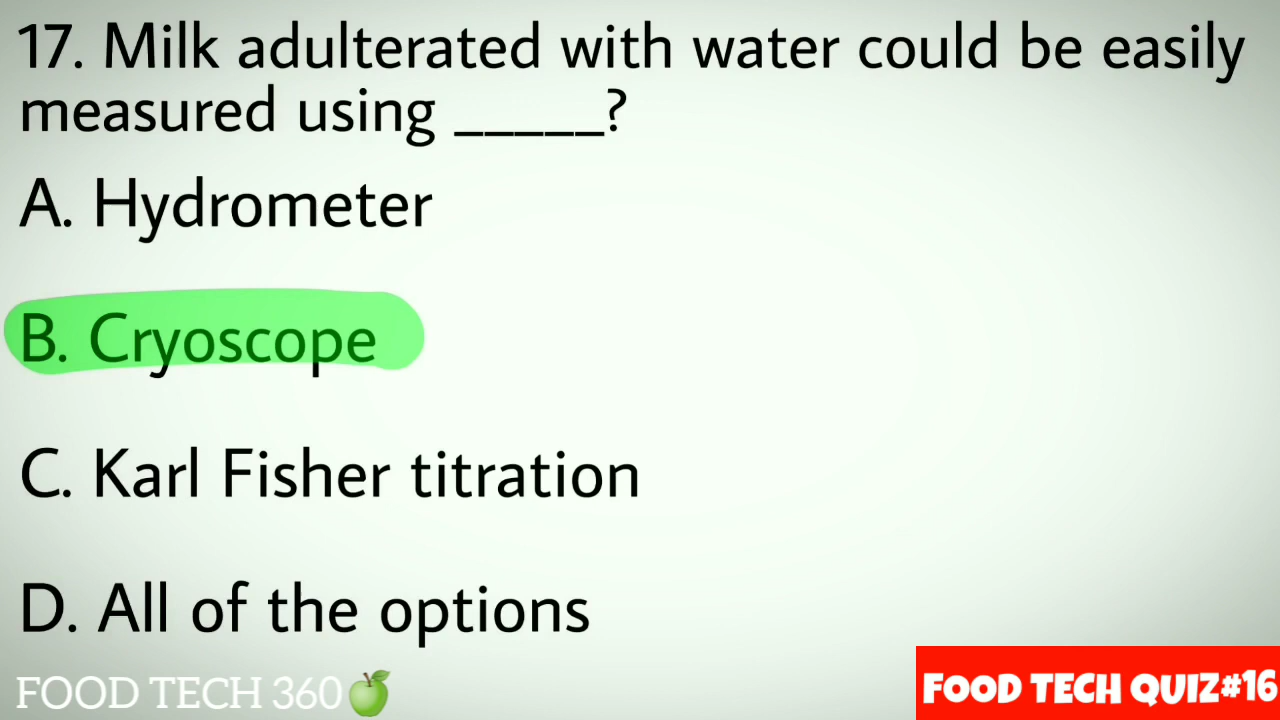 17. Milk adulterated with water could be easily
measured using _____?
A. Hydrometer
B. Cryoscope
C. Karl Fisher titration
D. All of the options
FOOD TECH 360
FOOD TECH QUIZ#16